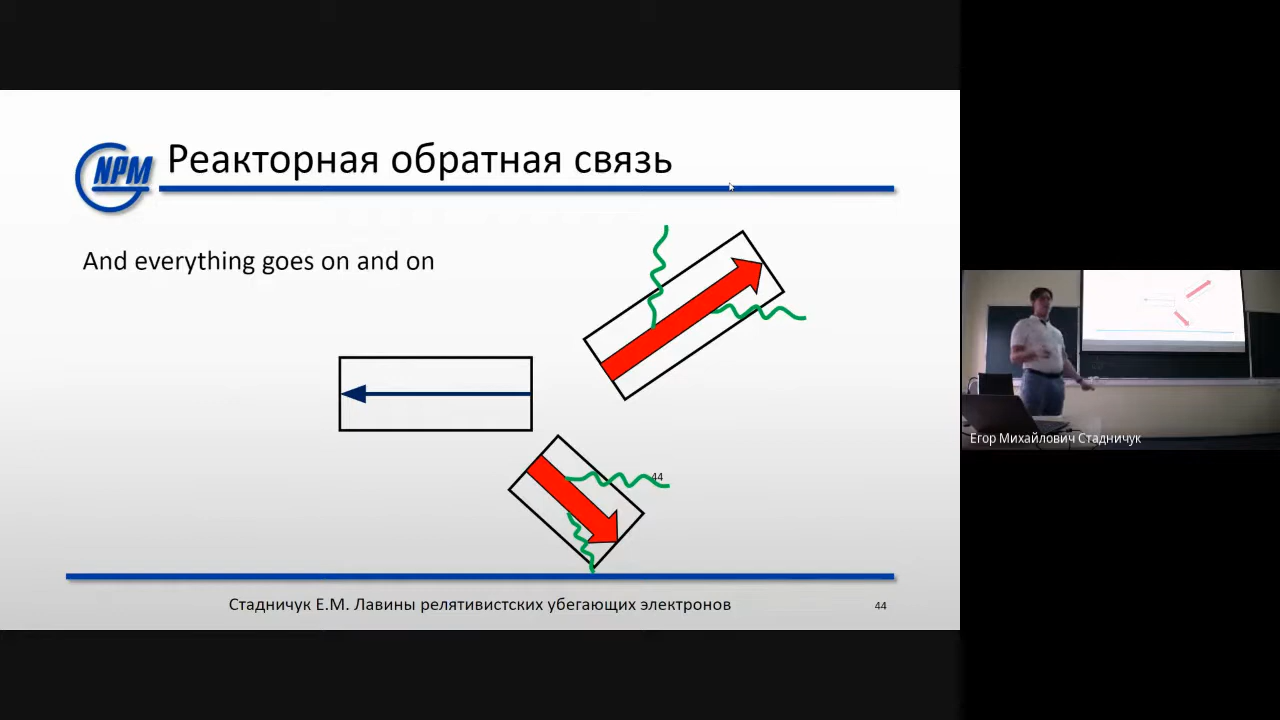 NPM
Реакторная обратная связь
And everything goes on and on
44
Стадничук Е.М. Лавины релятивистских убегающих электронов
44
Егор Михайлович Стадничук